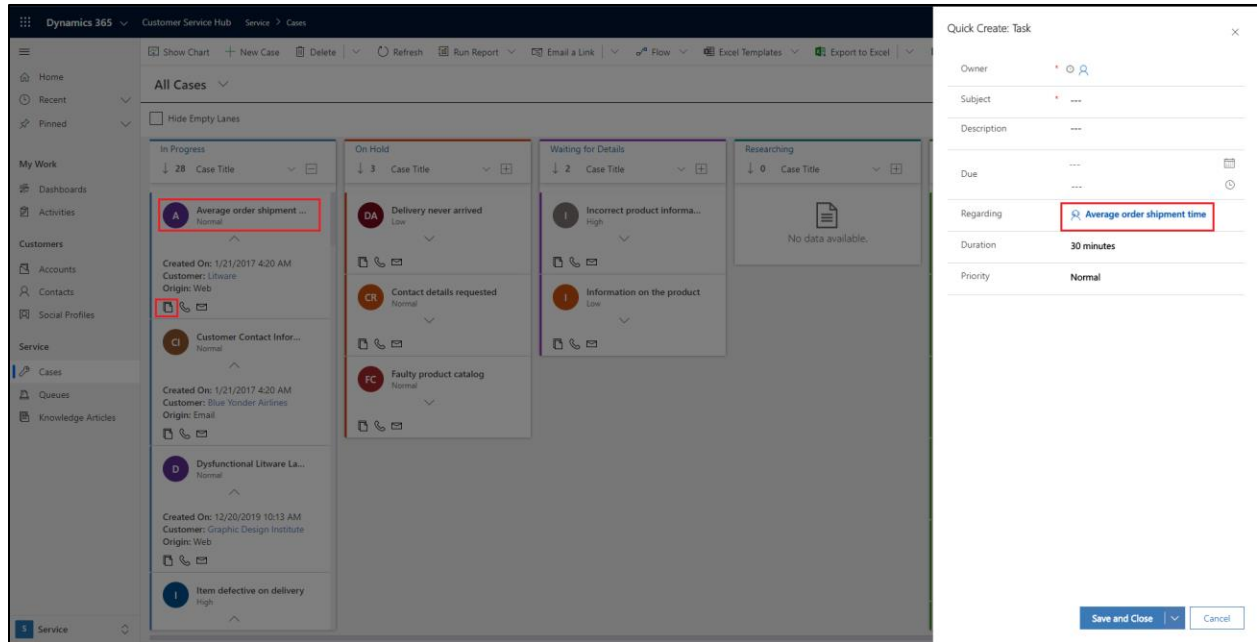 Dynamics 365 Customer Service Hub Service > Cases
Show Chart New Case Delete Refresh Run Report Email a Link Flow Excel Templates Export to Excel
Home
Recent
Pinned
My Work
Dashboards
Activities
Customers
Accounts
Contacts
Social Profiles
Service
Cases
Queues
Knowledge Articles
S Service
All Cases
Hide Empty Lanes
In Progress
28 Case Title
A Average order shipment ...
Normal
Created On: 1/21/2017 4:20 AM
Customer: Litware
Origin: Web
CI Customer Contact Infor...
Normal
Created On: 1/21/2017 4:20 AM
Customer: Blue Yonder Airlines
Origin: Email
D Dysfunctional Litware La...
Normal
Created On: 12/20/2019 10:13 AM
Customer: Graphic Design Institute
Origin: Web
I Item defective on delivery
High
On Hold
3 Case Title
DA Delivery never arrived
Low
CR Contact details requested
Normal
FC Faulty product catalog
Normal
Waiting for Details
2 Case Title
I Incorrect product informa...
High
I Information on the product
Low
Researching
0 Case Title
No data available.
Quick Create: Task
Owner *
Subject * ---
Description ---
Due ---
---
Regarding Average order shipment time
Duration 30 minutes
Priority Normal
Save and Close Cancel